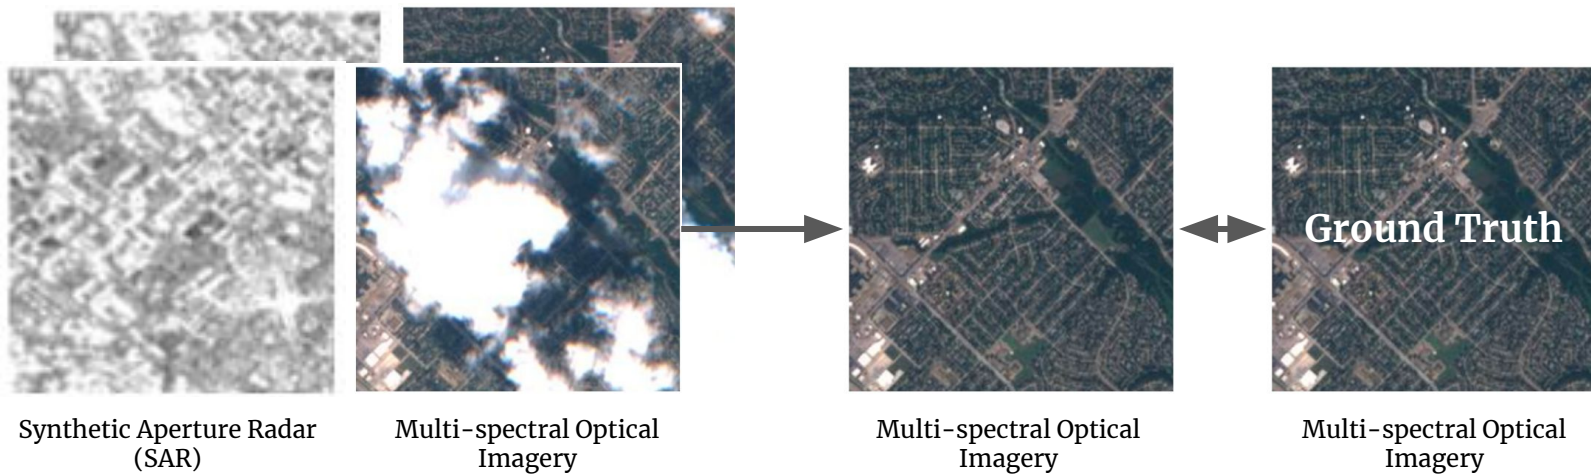 Ground Truth
Synthetic Aperture Radar
(SAR)
Multi-spectral Optical
Imagery
Multi-spectral Optical
Imagery
Multi-spectral Optical
Imagery